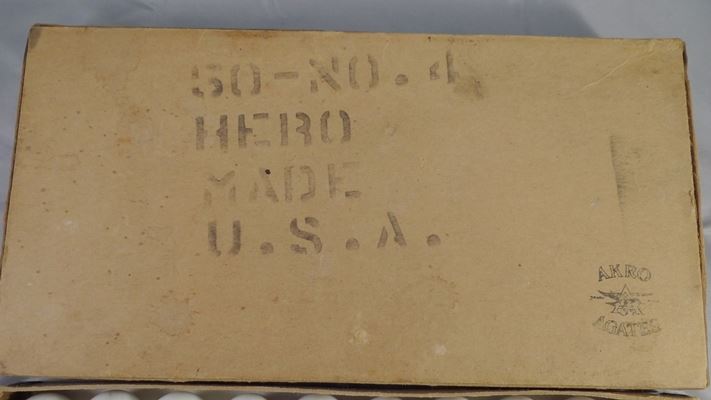 50-NO.4
HERO
MADE
U.S.A.
AKRO
AGATES